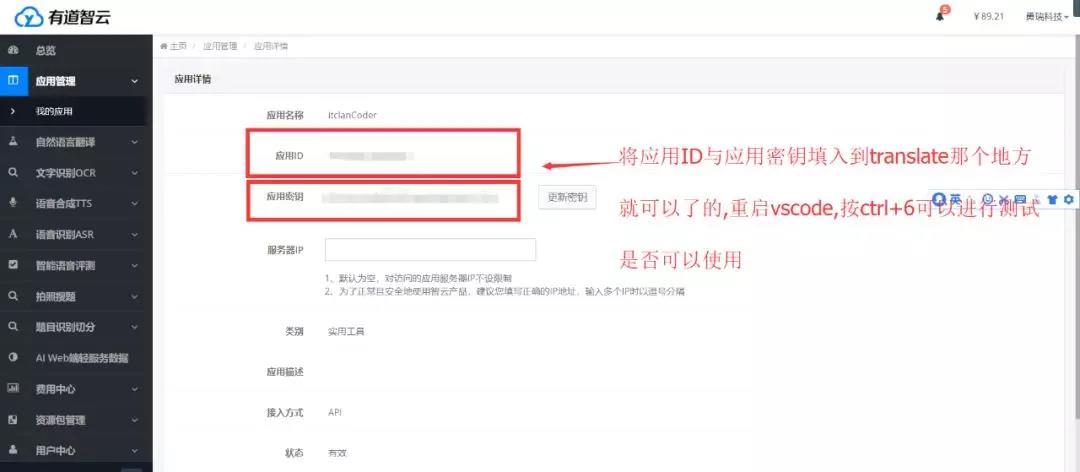 有道智云
5
¥89.21
勇瑞科技
总览
应用管理
我的应用
自然语言翻译
文字识别OCR
语音合成TTS
语音识别ASR
智能语音评测
拍照搜题
题目识别切分
AI Web端轻服务数据
费用中心
资源包管理
用户中心
主页 / 应用管理 / 应用详情
应用详情
应用名称 itclanCoder
应用ID
应用密钥
更新密钥
将应用ID与应用密钥填入到translate那个地方
就可以了的,重启vscode,按ctrl+6可以进行测试
是否可以使用
英
服务器IP
1、默认为空，对访问的应用服务器IP不设限制
2、为了正常且安全地使用智云产品，建议您填写正确的IP地址，输入多个IP时以逗号分隔
类别 实用工具
应用描述
接入方式 API
状态 有效